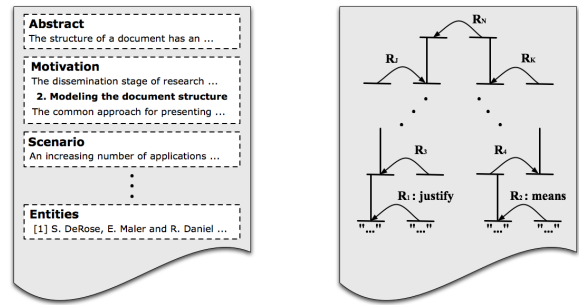 Abstract
The structure of a document has an ...
Motivation
The dissemination stage of research ...
2. Modeling the document structure
The common approach for presenting ...
Scenario
An increasing number of applications ...
Entities
[1] S. DeRose, E. Maler and R. Daniel ...
RN
RJ
RK
R3
R4
R1 : justify
R2 : means
"..." "..." "..." "..."